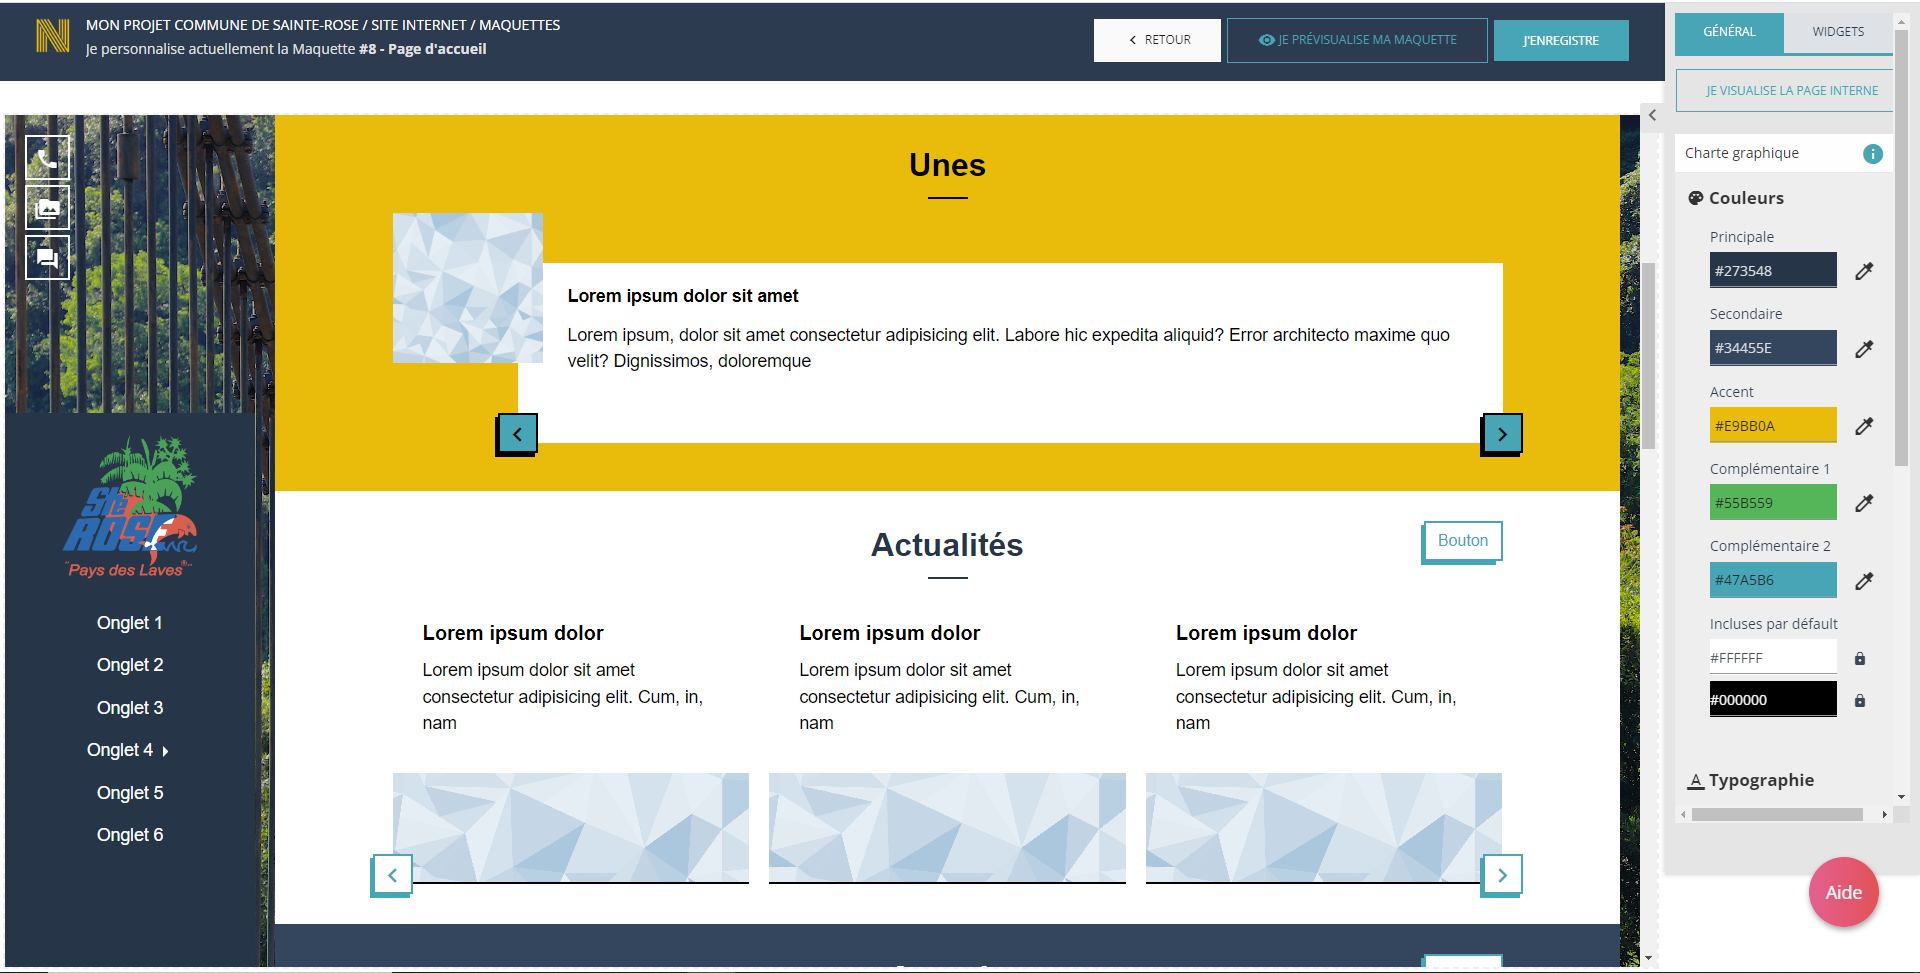 MON PROJET COMMUNE DE SAINTE-ROSE / SITE INTERNET / MAQUETTES
Je personnalise actuellement la Maquette #8 - Page d'accueil
RETOUR
JE PRÉVISUALISE MA MAQUETTE
J'ENREGISTRE
GÉNÉRAL
WIDGETS
JE VISUALISE LA PAGE INTERNE
Charte graphique
Couleurs
Principale
#273548
Secondaire
#34455E
Accent
#E9BB0A
Complémentaire 1
#55B559
Complémentaire 2
#47A5B6
Incluses par défault
#FFFFFF
#000000
Typographie
Aide
Ste
ROSE
"Pays des Laves®"
Onglet 1
Onglet 2
Onglet 3
Onglet 4
Onglet 5
Onglet 6
Unes
Lorem ipsum dolor sit amet
Lorem ipsum, dolor sit amet consectetur adipisicing elit. Labore hic expedita aliquid? Error architecto maxime quo
velit? Dignissimos, doloremque
Actualités
Bouton
Lorem ipsum dolor
Lorem ipsum dolor sit amet
consectetur adipisicing elit. Cum, in,
nam
Lorem ipsum dolor
Lorem ipsum dolor sit amet
consectetur adipisicing elit. Cum, in,
nam
Lorem ipsum dolor
Lorem ipsum dolor sit amet
consectetur adipisicing elit. Cum, in,
nam